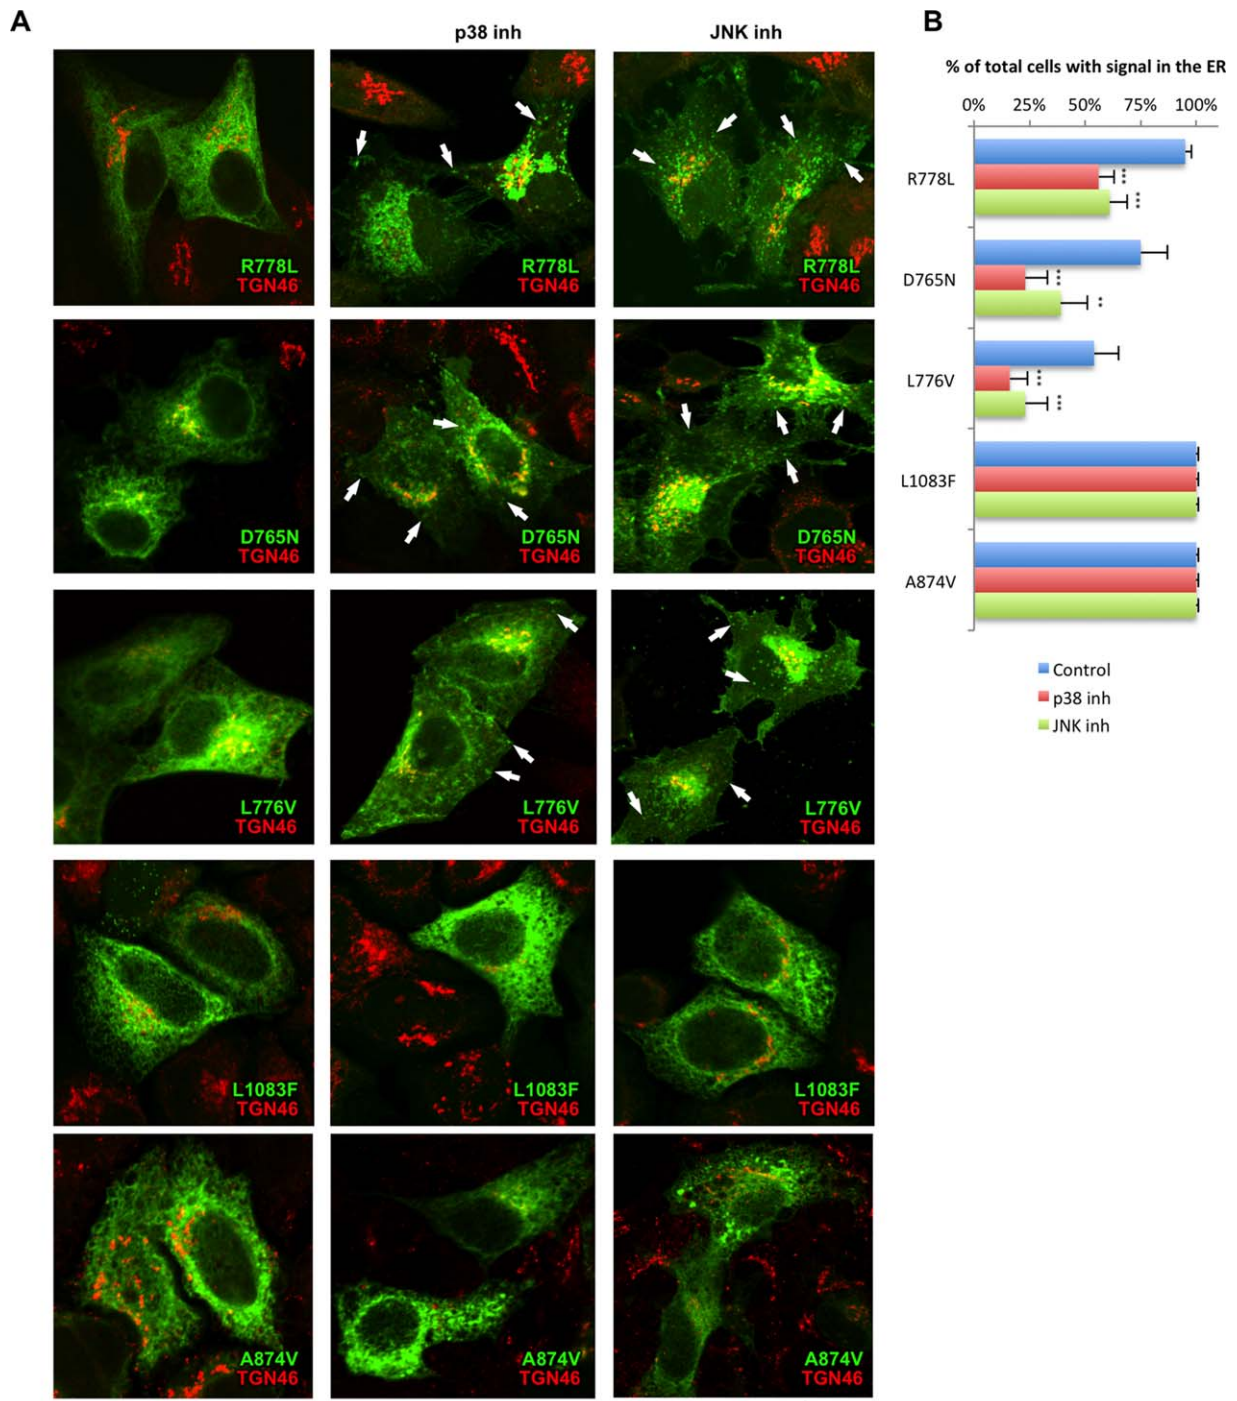 A
B
p38 inh
JNK inh
R778L
TGN46
R778L
TGN46
R778L
TGN46
D765N
TGN46
D765N
TGN46
D765N
TGN46
L776V
TGN46
L776V
TGN46
L776V
TGN46
L1083F
TGN46
L1083F
TGN46
L1083F
TGN46
A874V
TGN46
A874V
TGN46
A874V
TGN46
% of total cells with signal in the ER
0% 25% 50% 75% 100%
R778L
***
***
D765N
***
**
L776V
***
***
L1083F
A874V
Control
p38 inh
JNK inh